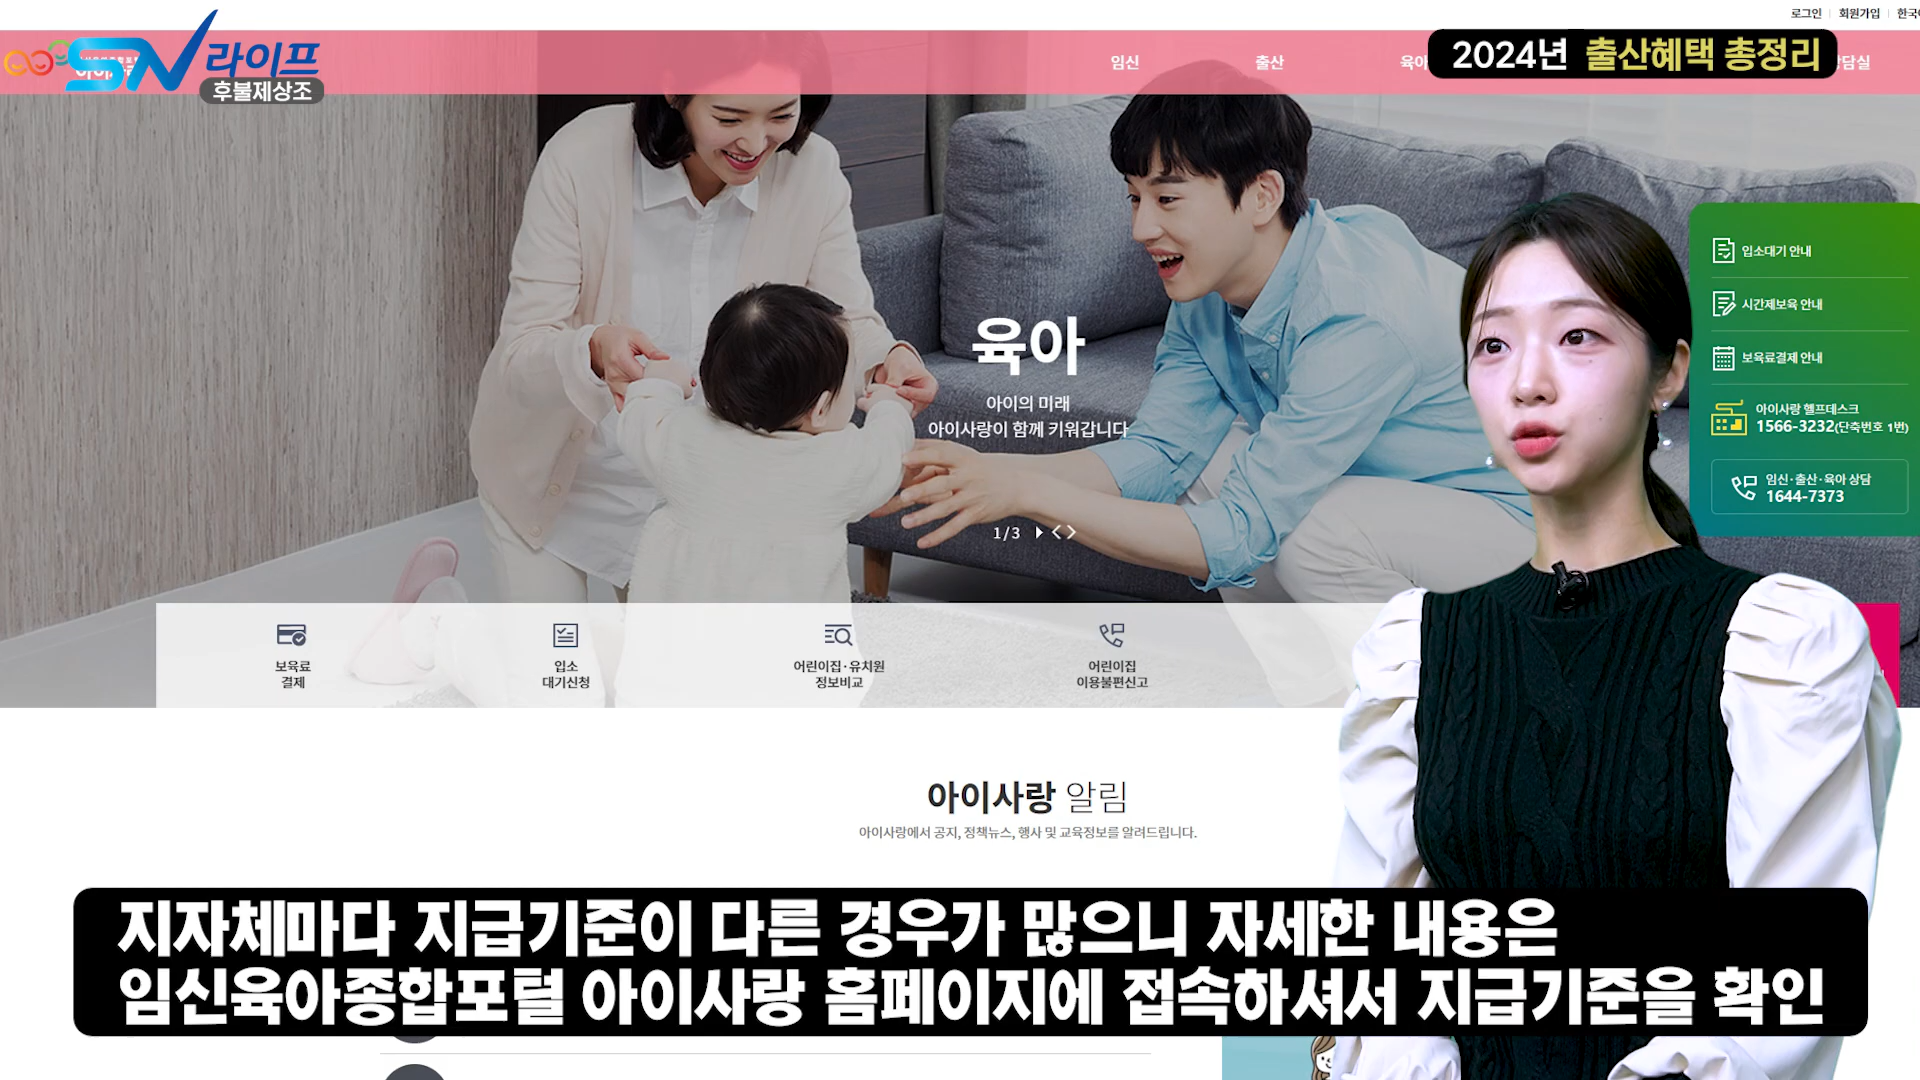 로그인
회원가입
SN라이프
후불제상조
임신
출산
육아
2024년 출산혜택 총정리
담실
입소대기 안내
시간제보육 안내
보육료결제 안내
아이사랑 헬프데스크
1566-3232(단축번호 1번)
임신·출산·육아 상담
1644-7373
육아
아이의 미래
아이사랑이 함께 키워갑니다
1/3
보육료
결제
입소
대기신청
어린이집·유치원
정보비교
어린이집
이용불편신고
아이사랑 알림
아이사랑에서 공지, 정책뉴스, 행사 및 교육정보를 알려드립니다.
지자체마다 지급기준이 다른 경우가 많으니 자세한 내용은
임신육아종합포털 아이사랑 홈페이지에 접속하셔서 지급기준을 확인